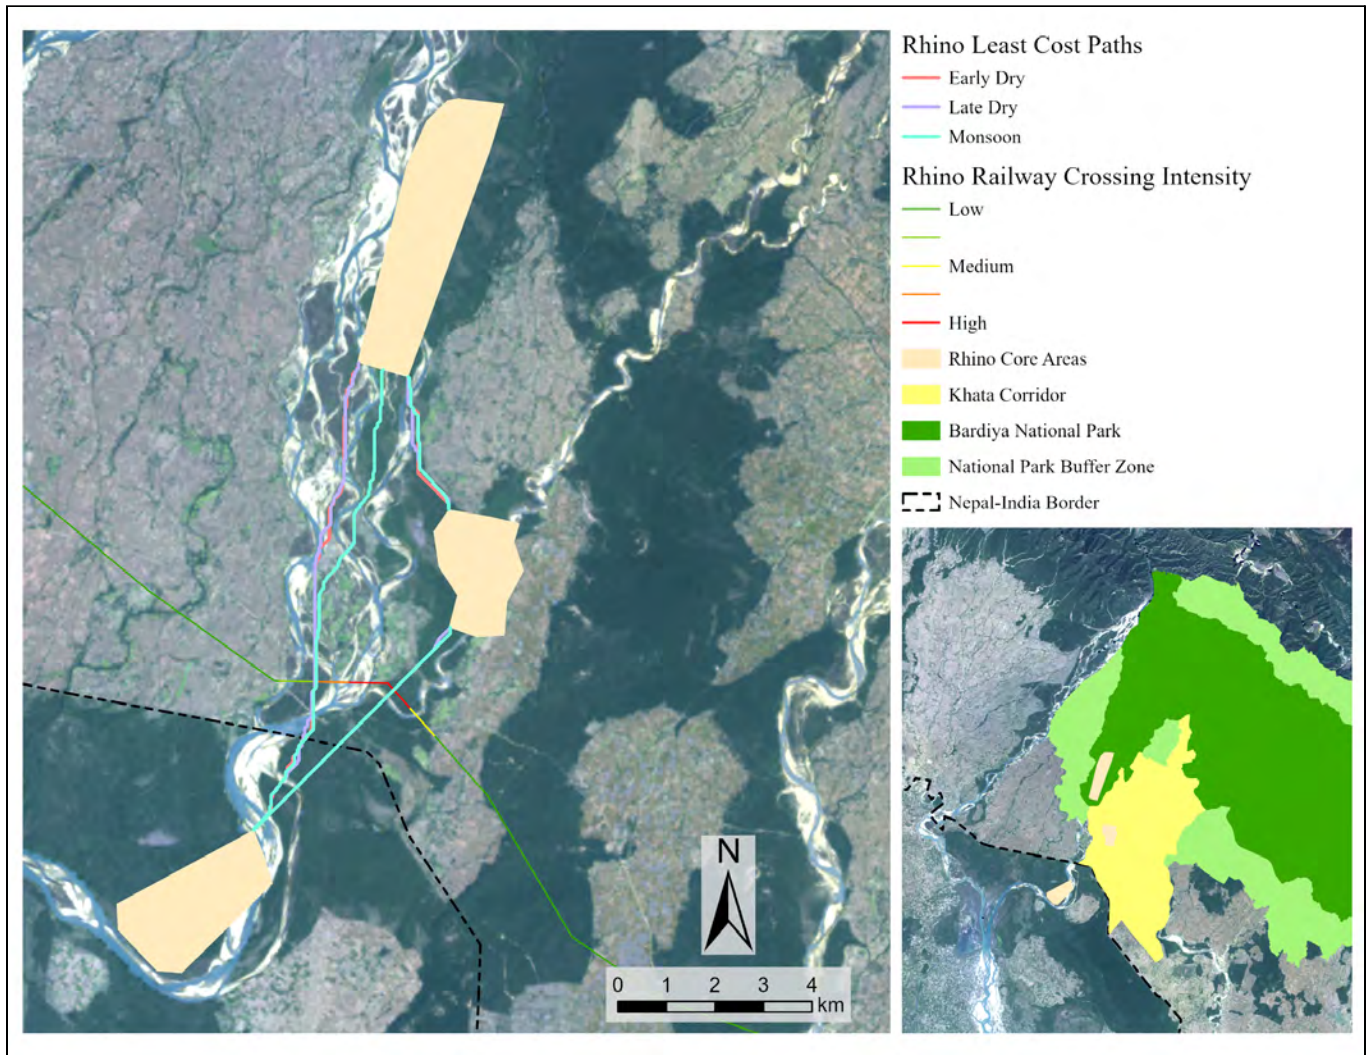 Rhino Least Cost Paths
Early Dry
Late Dry
Monsoon
Rhino Railway Crossing Intensity
Low
Medium
High
Rhino Core Areas
Khata Corridor
Bardiya National Park
National Park Buffer Zone
Nepal-India Border
N
0 1 2 3 4
km